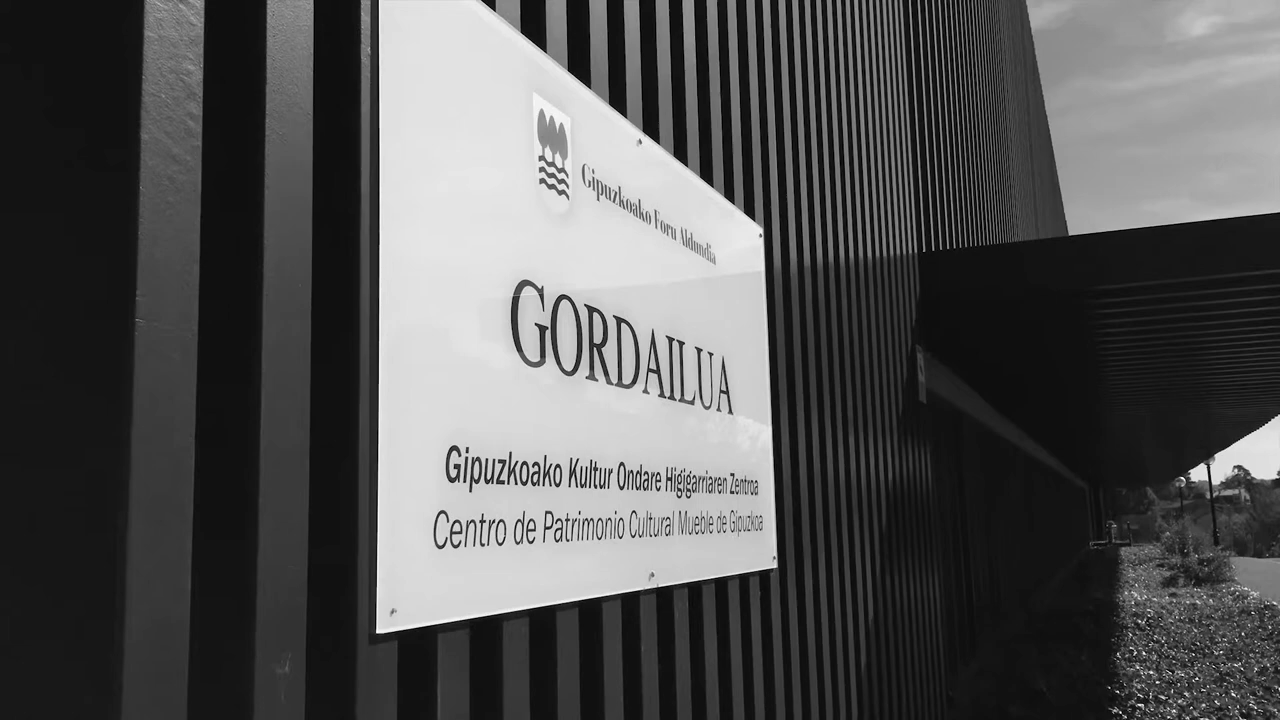 Gipuzkoako Foru Aldundia
GORDAILUA
Gipuzkoako Kultur Ondare Higigarriaren Zentroa
Centro de Patrimonio Cultural Mueble de Gipuzkoa